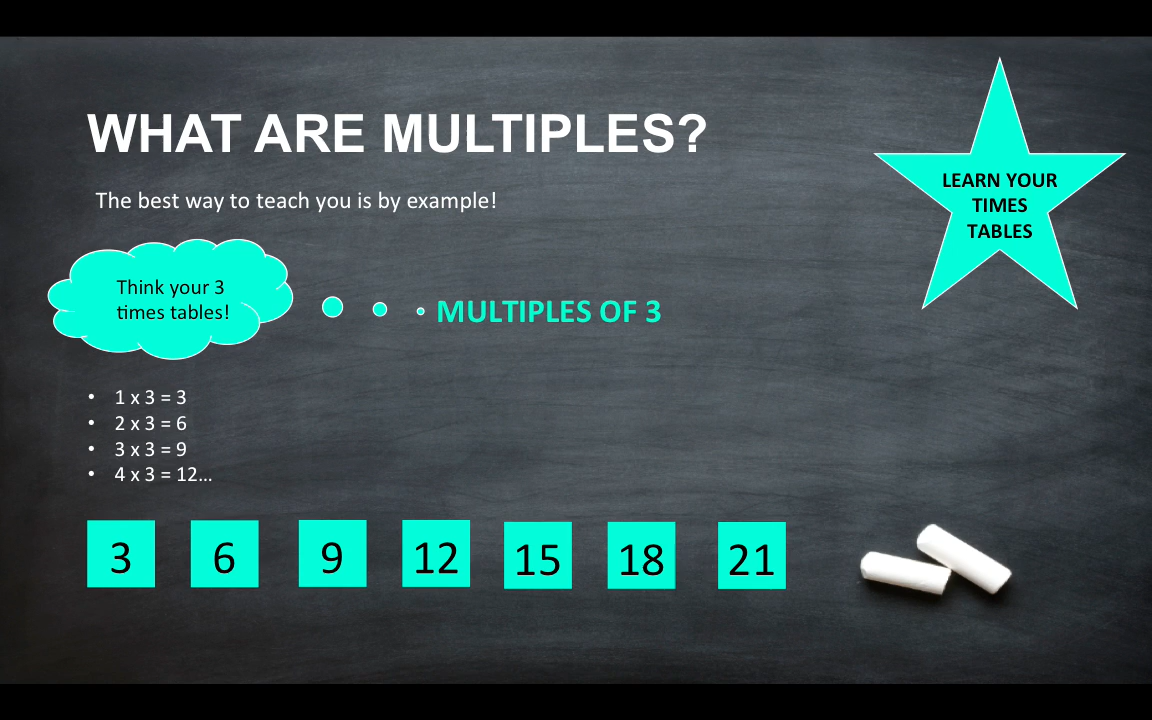 WHAT ARE MULTIPLES?
The best way to teach you is by example!
LEARN YOUR
TIMES
TABLES
Think your 3
times tables!
MULTIPLES OF 3
• 1 x 3 = 3
• 2 x 3 = 6
• 3 x 3 = 9
• 4 x 3 = 12...
3 6 9 12 15 18 21